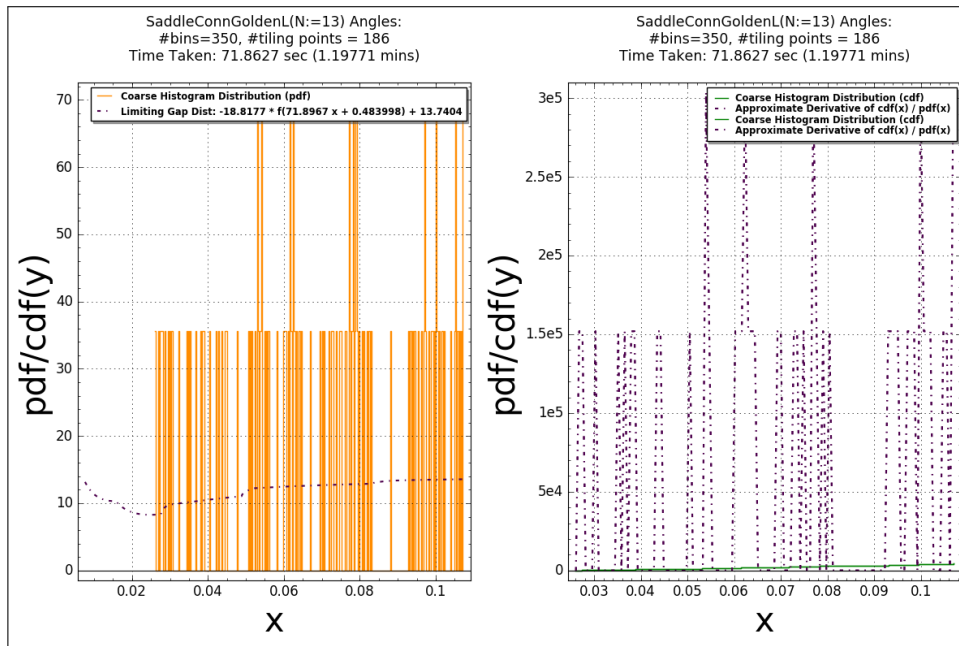 SaddleConnGoldenL(N:=13) Angles:
#bins=350, #tiling points = 186
Time Taken: 71.8627 sec (1.19771 mins)
Coarse Histogram Distribution (pdf)
Limiting Gap Dist: -18.8177 * f(71.8967 x + 0.483998) + 13.7404
pdf/cdf(y)
70
60
50
40
30
20
10
0
0.02
0.04
0.06
0.08
0.1
x
SaddleConnGoldenL(N:=13) Angles:
#bins=350, #tiling points = 186
Time Taken: 71.8627 sec (1.19771 mins)
Coarse Histogram Distribution (cdf)
Approximate Derivative of cdf(x) / pdf(x)
Coarse Histogram Distribution (cdf)
Approximate Derivative of cdf(x) / pdf(x)
pdf/cdf(y)
3e5
2.5e5
2e5
1.5e5
1e5
5e4
0
0.03
0.04
0.05
0.06
0.07
0.08
0.09
0.1
x